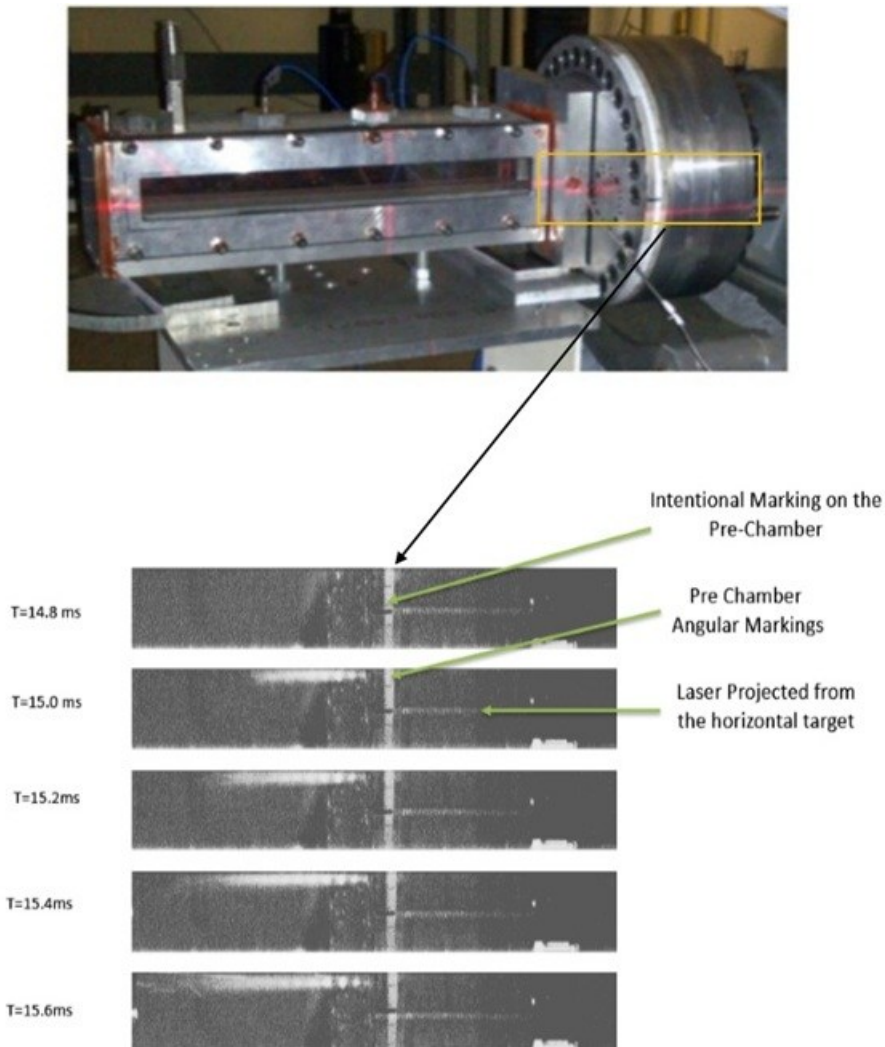 Intentional Marking on the
Pre-Chamber
T=14.8 ms
Pre Chamber
Angular Markings
T=15.0 ms
Laser Projected from
the horizontal target
T=15.2ms
T=15.4ms
T=15.6ms